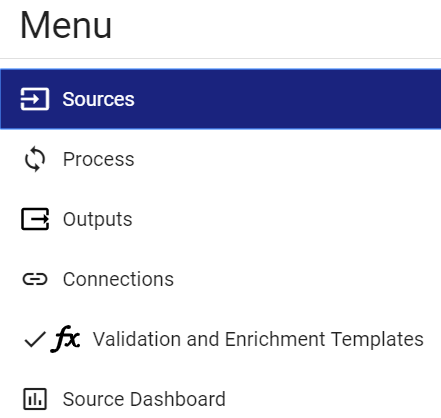 Menu
Sources
Process
Outputs
Connections
fx Validation and Enrichment Templates
Source Dashboard